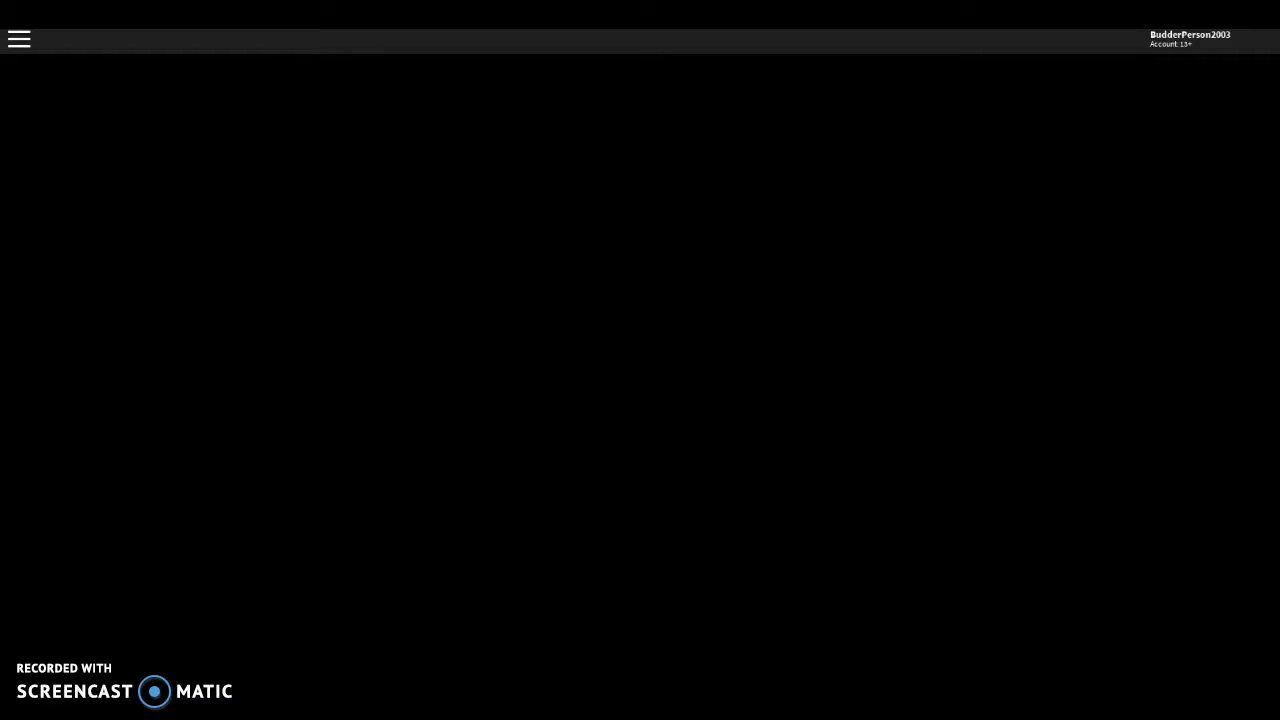 BudderPerson2003
Account: 13+
RECORDED WITH
SCREENCAST MATIC